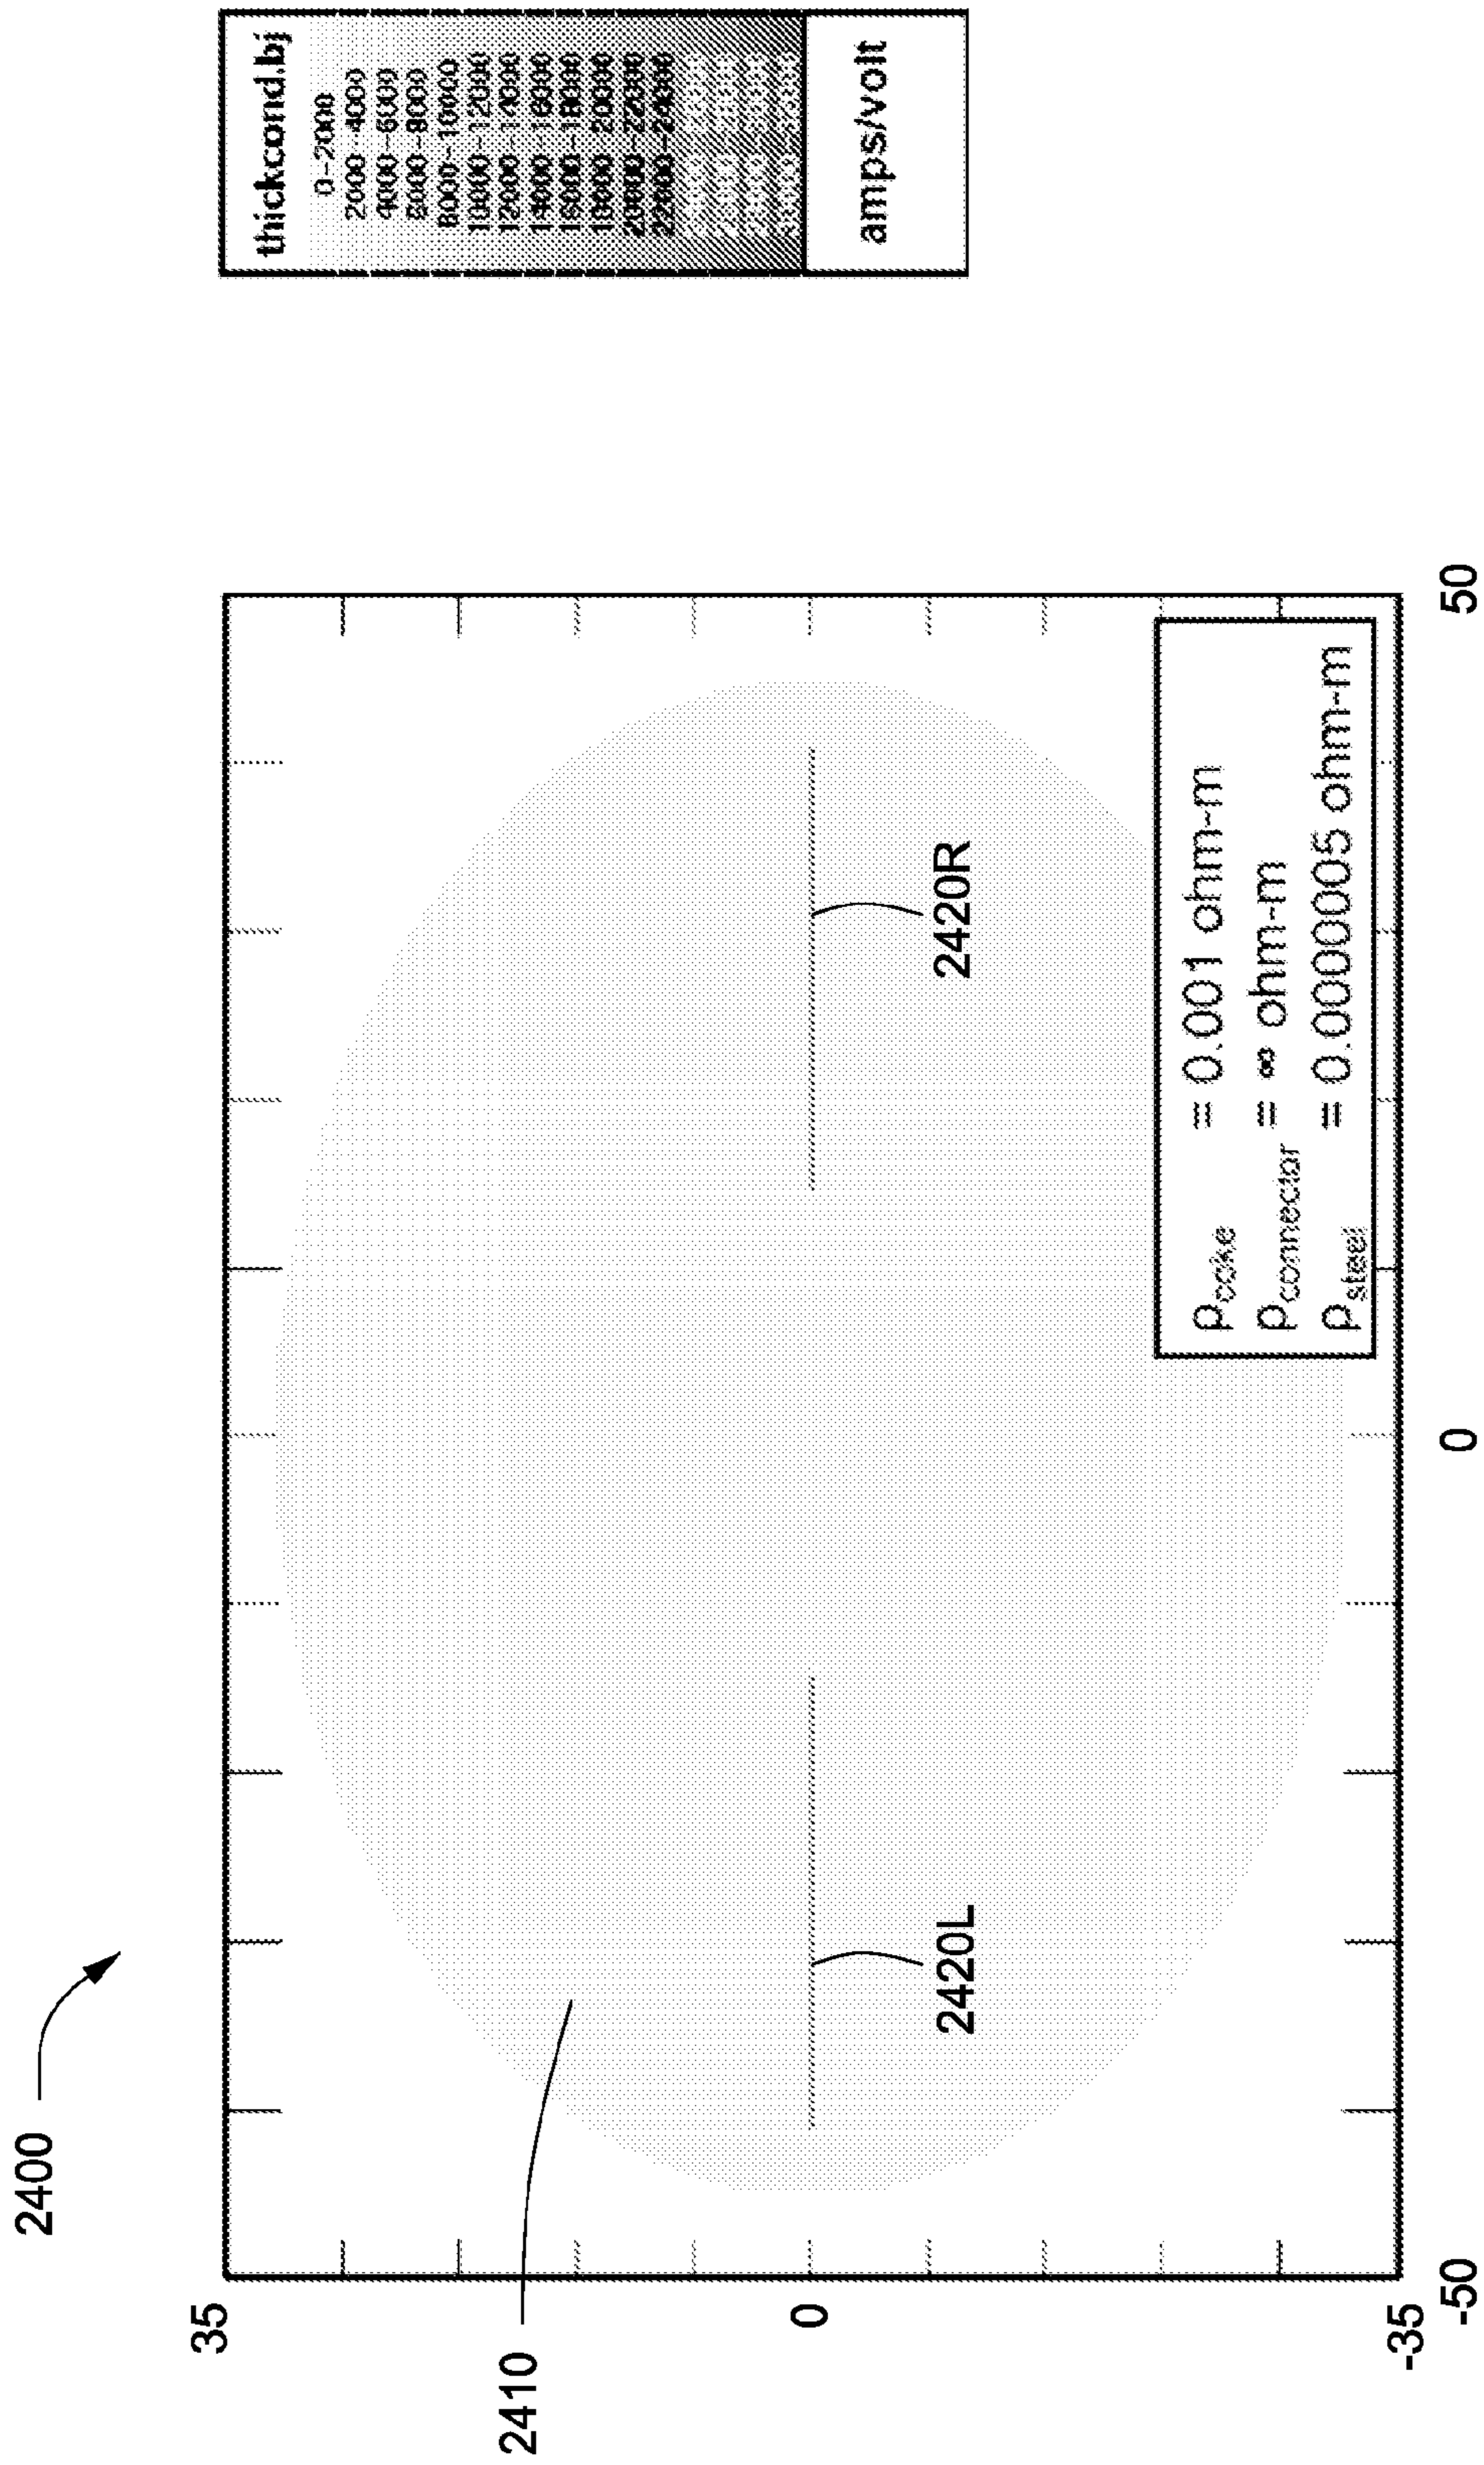 2400
thickcond.bj
0-2000
2000-4000
4000-6000
6000-8000
8000-10000
10000-12000
12000-14000
14000-16000
16000-18000
18000-20000
20000-22000
22000-24000
amps/volt
35
0
-35
-50
0
50
2410
2420L
2420R
ρcoke = 0.001 ohm-m
ρconnector = ∞ ohm-m
ρsteel = 0.0000005 ohm-m